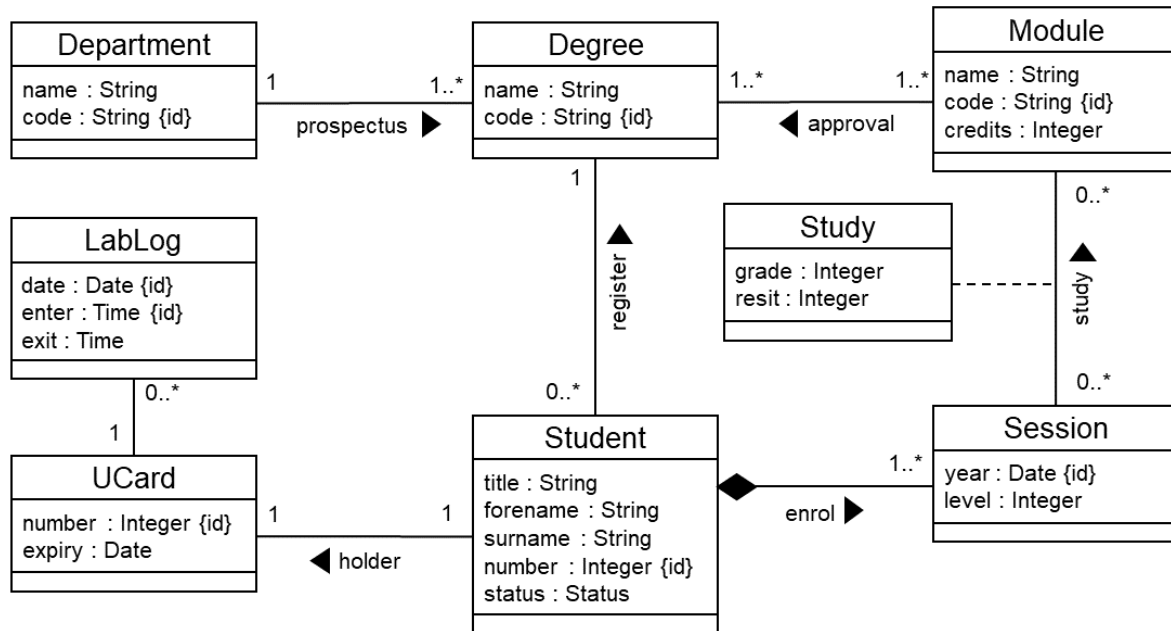 Department
name : String
code : String {id}
1
1..*
prospectus
Degree
name : String
code : String {id}
1..*
1..*
approval
Module
name : String
code : String {id}
credits : Integer
LabLog
date : Date {id}
enter : Time {id}
exit : Time
1
register
0..*
Study
grade : Integer
resit : Integer
0..*
study
0..*
0..*
1
UCard
number : Integer {id}
expiry : Date
1
1
holder
Student
title : String
forename : String
surname : String
number : Integer {id}
status : Status
1..*
enrol
Session
year : Date {id}
level : Integer